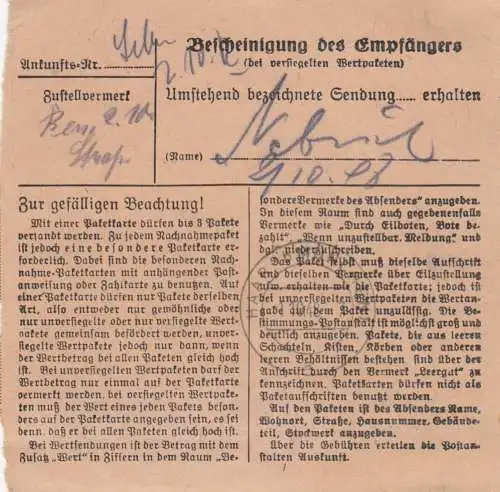 Bescheinigung des Empfängers
(bei versiegelten Wertpaketen)
Ankunfts-Nr.
Zustellvermerk
Umstehend bezeichnete Sendung...... erhalten
(Name)
Zur gefälligen Beachtung!
Mit einer Paketkarte dürfen bis 3 Pakete
versandt werden. Zu jedem Nachnahmepaket
ist jedoch eine besondere Paketkarte er-
forderlich. Dabei sind die besonderen Nach-
nahme-Paketkarten mit anhängender Post-
anweisung oder Zahlkarte zu benutzen. Auf
einer Paketkarte dürfen nur Pakete derselben
Art, also entweder nur gewöhnliche oder
nur unversiegelte oder nur versiegelte Wert-
pakete gemeinsam befördert werden, unver-
siegelte Wertpakete jedoch nur dann, wenn
der Wertbetrag bei allen Paketen gleich hoch
ist. Bei unversiegelten Wertpaketen darf der
Wertbetrag nur einmal auf der Paketkarte
vermerkt werden, bei versiegelten Wertpake-
ten muß der Wert eines jeden Pakets beson-
ders auf der Paketkarte angegeben sein, es sei
denn, daß er bei allen Paketen gleich hoch ist.
Bei Wertsendungen ist der Betrag mit dem
Zusatz „Wert" in Ziffern in dem Raum „Be-
sondere Vermerke des Absenders" anzugeben.
In diesem Raum sind auch gegebenenfalls
Vermerke wie „Durch Eilboten, Bote be-
zahlt", „Wenn unzustellbar, Meldung" und
dgl. niederzuschreiben.
Das Paket selbst muß dieselbe Aufschrift
und dieselben Vermerke über Eilzustellung
usw. erhalten wie die Paketkarte; jedoch ist
bei unversiegelten Wertpaketen die Wertan-
gabe auf dem Paket unzulässig. Die Be-
stimmungs-Postanstalt ist möglichst groß und
deutlich anzugeben. Pakete, die aus leeren
Schachteln, Kisten, Körben oder anderen
leeren Behältnissen bestehen, sind über der
Anschrift durch den Vermerk „Leergut" zu
kennzeichnen. Paketkarten dürfen nicht als
Paketaufschriften benutzt werden.
Auf den Paketen ist des Absenders Name,
Wohnort, Straße, Hausnummer, Gebäude-
teil, Stockwerk anzugeben.
Über die Gebühren erteilen die Postan-
stalten Auskunft.